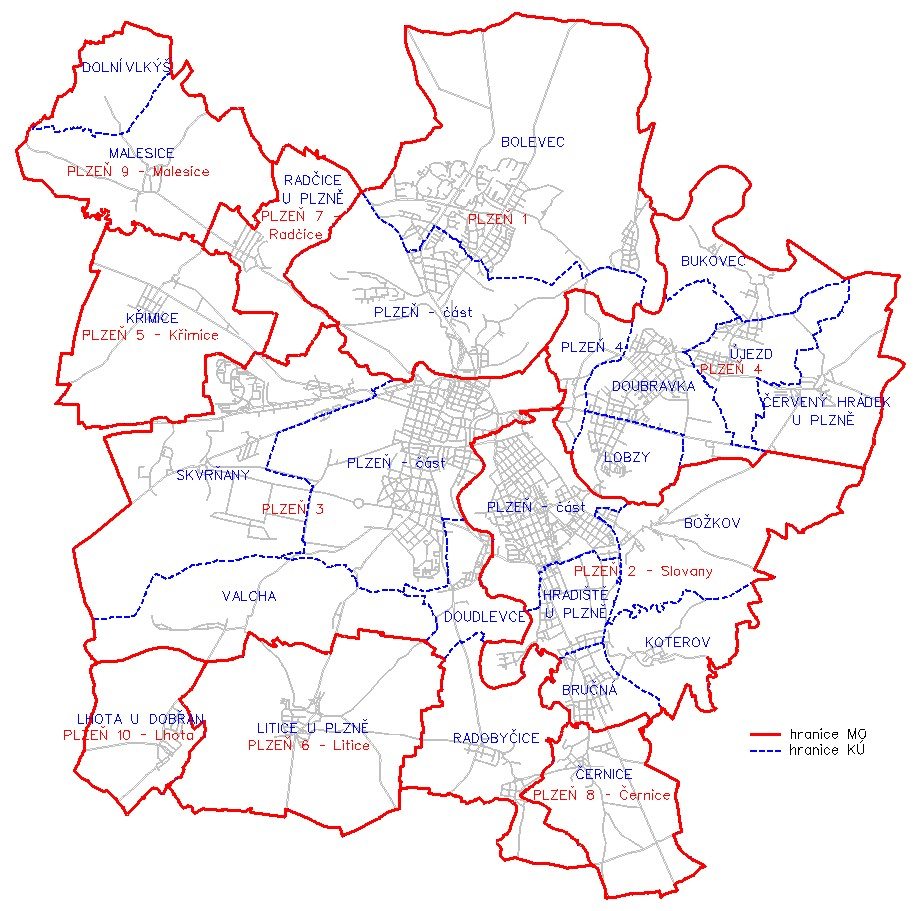 DOLNÍ VLKÝŠ
MALESICE
PLZEŇ 9 - Malesice
RADČICE
U PLZNĚ
PLZEŇ 7 -
Radčice
BOLEVEC
PLZEŇ 1
PLZEŇ - část
BUKOVEC
KŘIMICE
PLZEŇ 5 - Křimice
PLZEŇ 4
ÚJEZD
PLZEŇ 4
DOUBRAVKA
ČERVENÝ HRÁDEK
U PLZNĚ
LOBZY
SKVRŇANY
PLZEŇ - část
PLZEŇ 3
PLZEŇ - část
BOŽKOV
PLZEŇ 2 - Slovany
VALCHA
DOUDLEVCE
HRADIŠTĚ
U PLZNĚ
KOTEROV
BRUČNÁ
LHOTA U DOBŘAN
PLZEŇ 10 - Lhota
LITICE U PLZNĚ
PLZEŇ 6 - Litice
RADOBYČICE
ČERNICE
PLZEŇ 8 - Černice
hranice MO
hranice KÚ